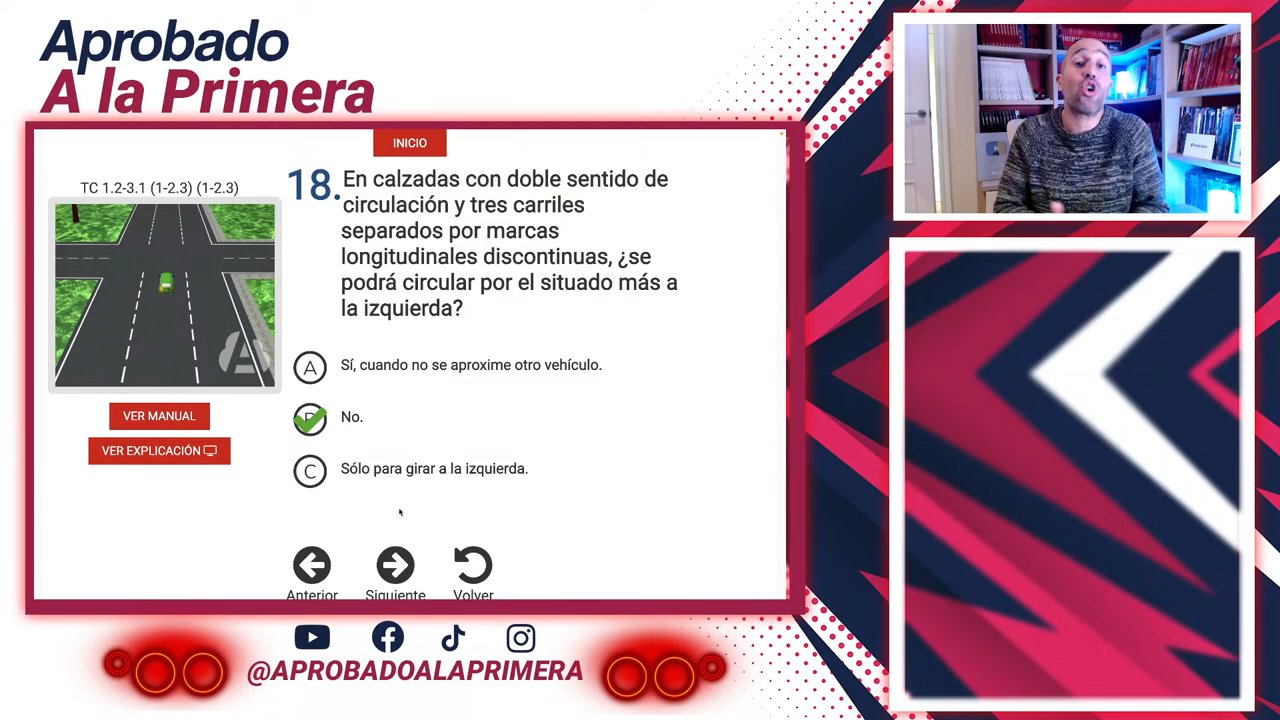 Aprobado
A la Primera
INICIO
TC 1.2-3.1 (1-2.3) (1-2.3)
18.
En calzadas con doble sentido de
circulación y tres carriles
separados por marcas
longitudinales discontinuas, ¿se
podrá circular por el situado más a
la izquierda?
VER MANUAL
VER EXPLICACIÓN
A
Sí, cuando no se aproxime otro vehículo.
No.
C
Sólo para girar a la izquierda.
Anterior
Siguiente
Volver
@APROBADOALAPRIMERA